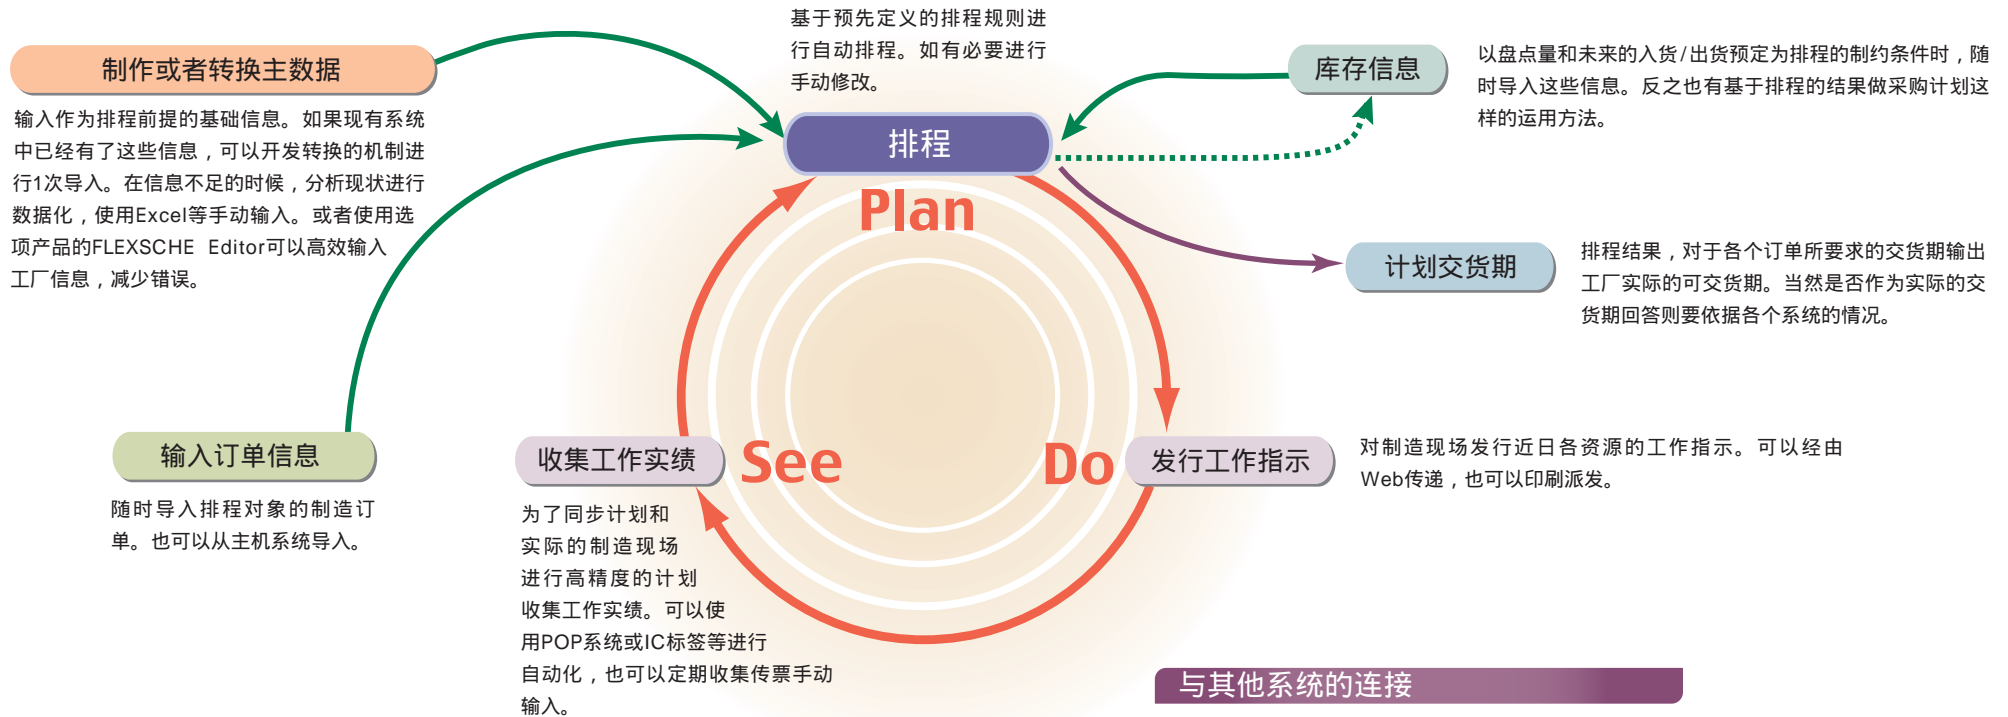 基于预先定义的排程规则进
行自动排程。如有必要进行
手动修改。
制作或者转换主数据
输入作为排程前提的基础信息。如果现有系统
中已经有了这些信息，可以开发转换的机制进
行1次导入。在信息不足的时候，分析现状进行
数据化，使用Excel等手动输入。或者使用选
项产品的FLEXSCHE Editor可以高效输入
工厂信息，减少错误。
库存信息
以盘点量和未来的入货/出货预定为排程的制约条件时，随
时导入这些信息。反之也有基于排程的结果做采购计划这
样的运用方法。
排程
Plan
计划交货期
排程结果，对于各个订单所要求的交货期输出
工厂实际的可交货期。当然是否作为实际的交
货期回答则要依据各个系统的情况。
输入订单信息
随时导入排程对象的制造订
单。也可以从主机系统导入。
收集工作实绩
See
Do
发行工作指示
对制造现场发行近日各资源的工作指示。可以经由
Web传递，也可以印刷派发。
为了同步计划和
实际的制造现场
进行高精度的计划
收集工作实绩。可以使
用POP系统或IC标签等进行
自动化，也可以定期收集传票手动
输入。
与其他系统的连接